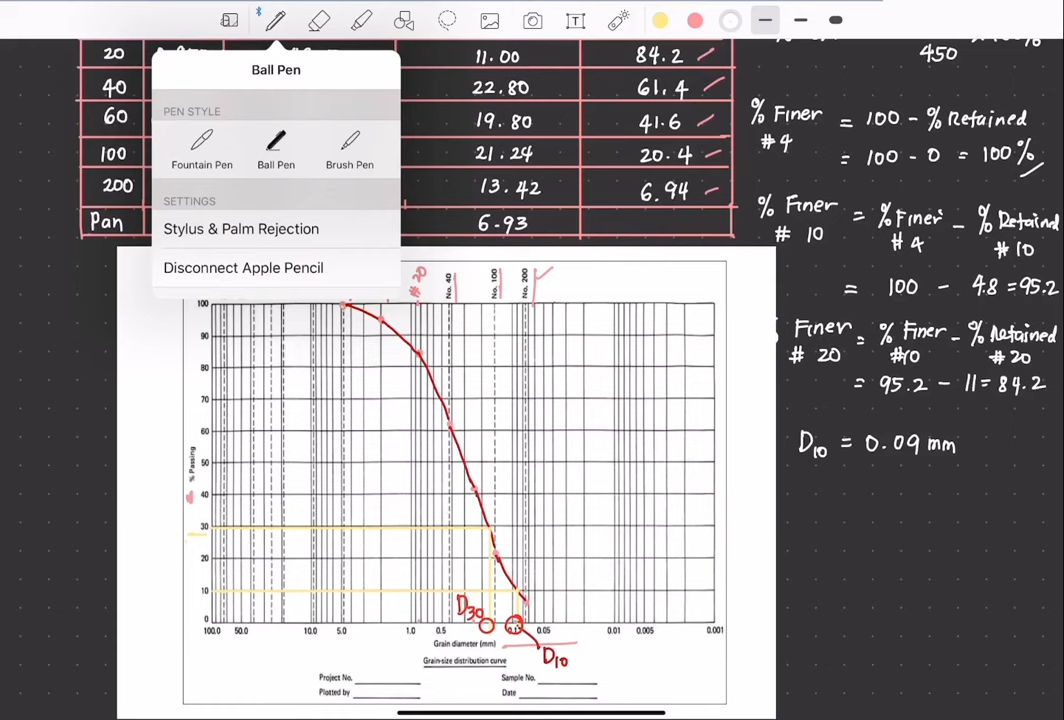 Ball Pen
PEN STYLE
Fountain Pen
Ball Pen
Brush Pen
SETTINGS
Stylus & Palm Rejection
Disconnect Apple Pencil
20 11.00 84.2
40 22.80 61.4
60 19.80 41.6
100 21.24 20.4
200 13.42 6.94
Pan 6.93
450
% Finer #4 = 100 - % Retained
= 100 - 0 = 100%
% Finer # 10 = % Finer #4 - % Retained #10
= 100 - 4.8 = 95.2
Finer # 20 = % Finer #10 - % Retained #20
= 95.2 - 11 = 84.2
D10 = 0.09 mm
#20
No. 40
No. 100
No. 200
% Passing
100
90
80
70
60
50
40
30
20
10
0
D30
100.0 50.0 10.0 5.0 1.0 0.5 0.1 0.05 0.01 0.005 0.001
Grain diameter (mm)
D10
Grain-size distribution curve
Project No. Sample No.
Plotted by Date